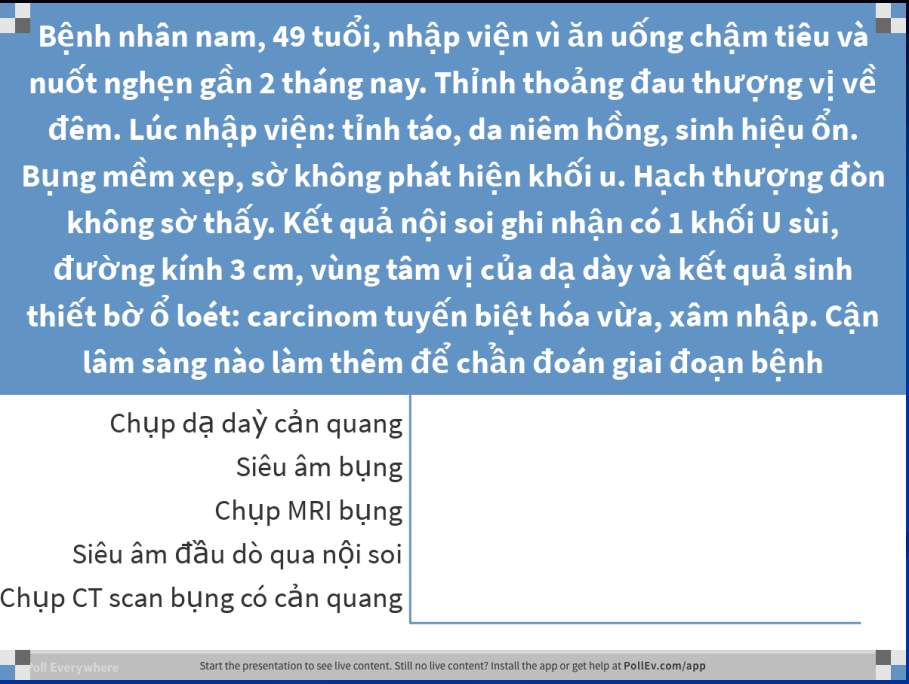 Bệnh nhân nam, 49 tuổi, nhập viện vì ăn uống chậm tiêu và
nuốt nghẹn gần 2 tháng nay. Thỉnh thoảng đau thượng vị về
đêm. Lúc nhập viện: tỉnh táo, da niêm hồng, sinh hiệu ổn.
Bụng mềm xẹp, sờ không phát hiện khối u. Hạch thượng đòn
không sờ thấy. Kết quả nội soi ghi nhận có 1 khối U sùi,
đường kính 3 cm, vùng tâm vị của dạ dày và kết quả sinh
thiết bờ ổ loét: carcinom tuyến biệt hóa vừa, xâm nhập. Cận
lâm sàng nào làm thêm để chẩn đoán giai đoạn bệnh
Chụp dạ daỳ cản quang
Siêu âm bụng
Chụp MRI bụng
Siêu âm đầu dò qua nội soi
Chụp CT scan bụng có cản quang
Poll Everywhere
Start the presentation to see live content. Still no live content? Install the app or get help at PollEv.com/app